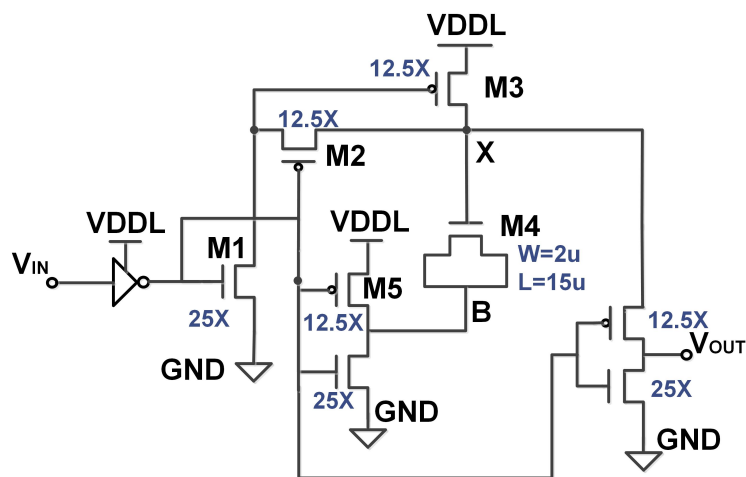 VDDL
12.5X
M3
12.5X
M2
X
VDDL
M1
VDDL
M4
VIN
W=2u
L=15u
M5
25X
12.5X
B
12.5X
VOUT
GND
25X
25X
GND
GND